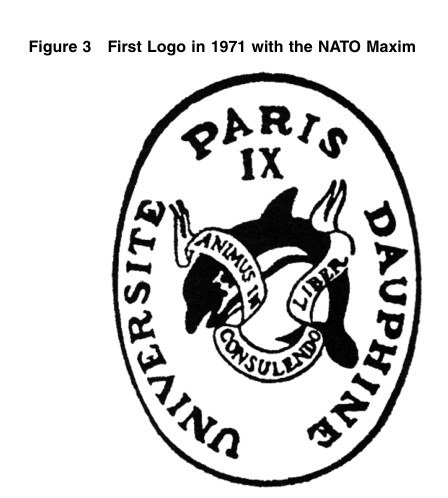 Figure 3 First Logo in 1971 with the NATO Maxim
PARIS
IX
UNIVERSITE
DAUPHINE
ANIMUS IN
CONSULENDO
LIBER